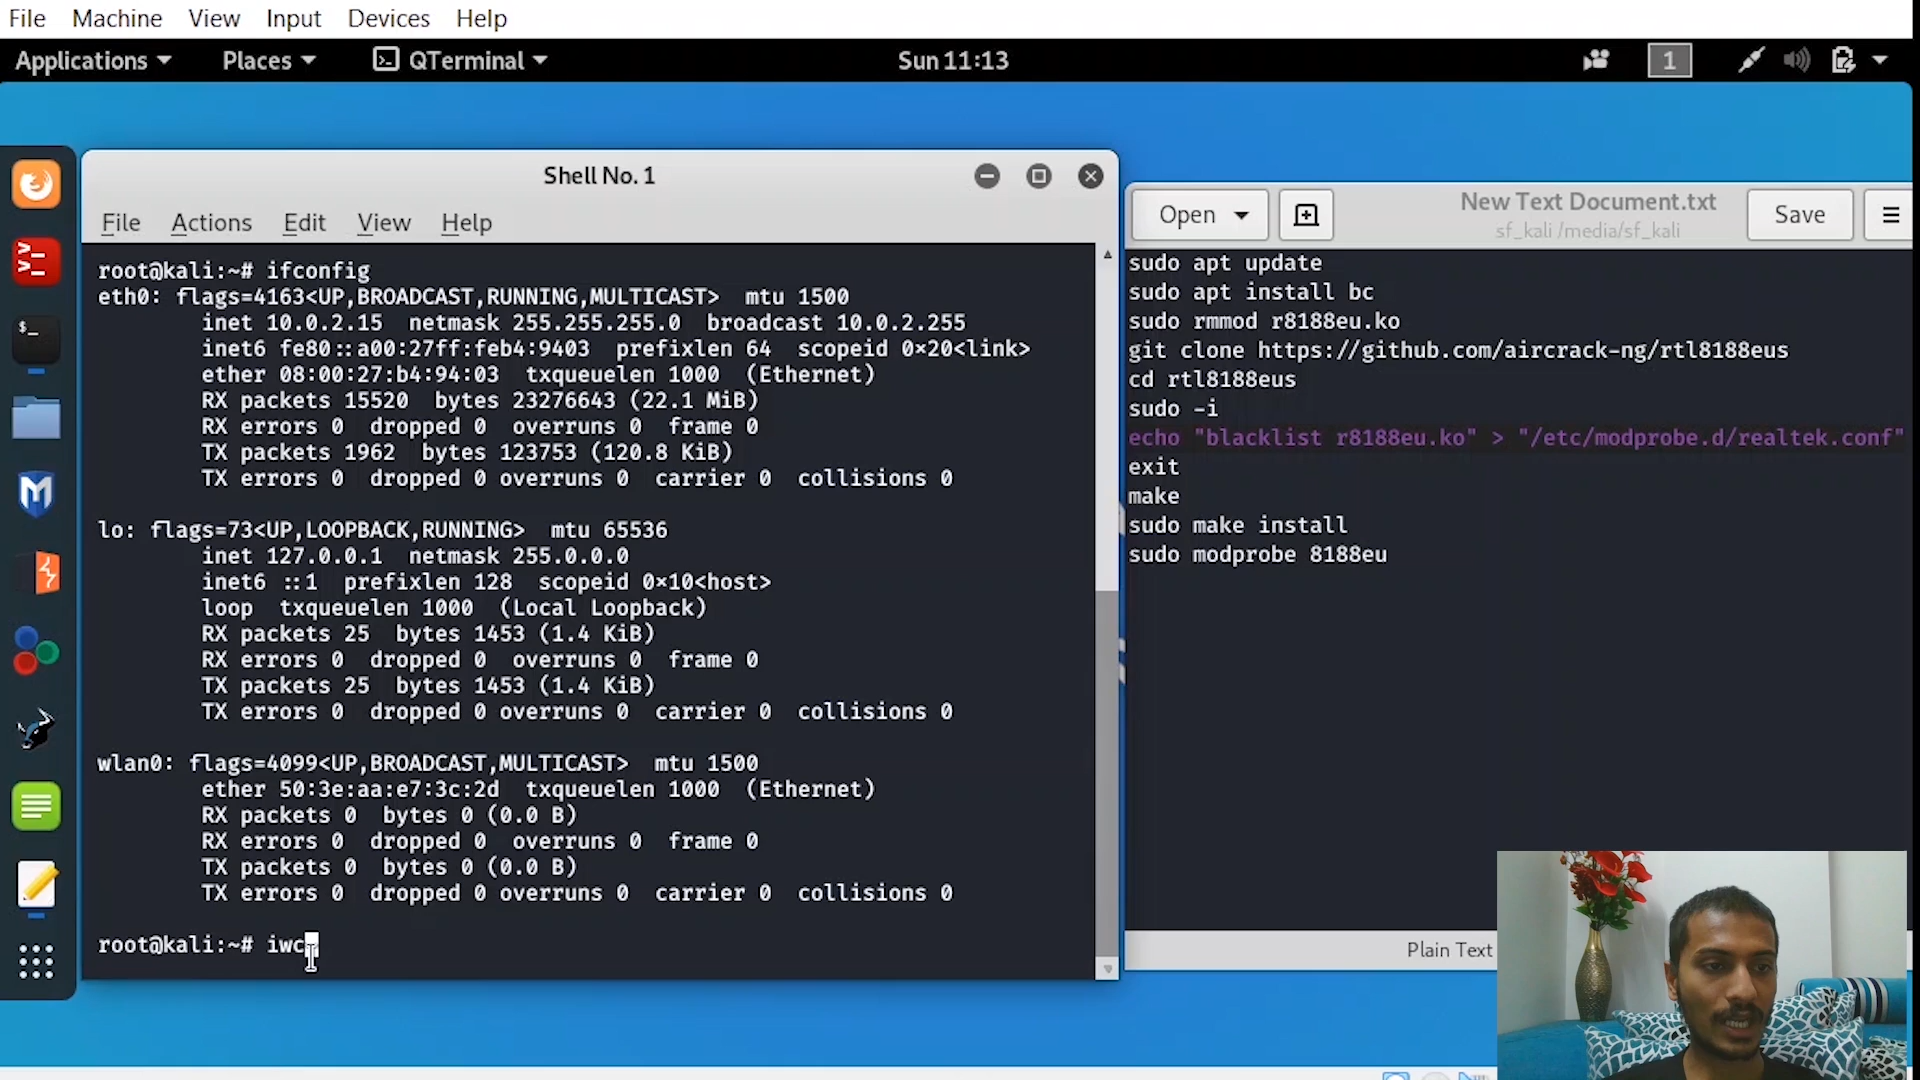 File Machine View Input Devices Help
Applications Places QTerminal Sun 11:13 1
Shell No. 1
File Actions Edit View Help
root@kali:~# ifconfig
eth0: flags=4163<UP,BROADCAST,RUNNING,MULTICAST> mtu 1500
inet 10.0.2.15 netmask 255.255.255.0 broadcast 10.0.2.255
inet6 fe80::a00:27ff:feb4:9403 prefixlen 64 scopeid 0×20<link>
ether 08:00:27:b4:94:03 txqueuelen 1000 (Ethernet)
RX packets 15520 bytes 23276643 (22.1 MiB)
RX errors 0 dropped 0 overruns 0 frame 0
TX packets 1962 bytes 123753 (120.8 KiB)
TX errors 0 dropped 0 overruns 0 carrier 0 collisions 0
lo: flags=73<UP,LOOPBACK,RUNNING> mtu 65536
inet 127.0.0.1 netmask 255.0.0.0
inet6 ::1 prefixlen 128 scopeid 0×10<host>
loop txqueuelen 1000 (Local Loopback)
RX packets 25 bytes 1453 (1.4 KiB)
RX errors 0 dropped 0 overruns 0 frame 0
TX packets 25 bytes 1453 (1.4 KiB)
TX errors 0 dropped 0 overruns 0 carrier 0 collisions 0
wlan0: flags=4099<UP,BROADCAST,MULTICAST> mtu 1500
ether 50:3e:aa:e7:3c:2d txqueuelen 1000 (Ethernet)
RX packets 0 bytes 0 (0.0 B)
RX errors 0 dropped 0 overruns 0 frame 0
TX packets 0 bytes 0 (0.0 B)
TX errors 0 dropped 0 overruns 0 carrier 0 collisions 0
root@kali:~# iwc
Open New Text Document.txt Save
sf_kali /media/sf_kali
sudo apt update
sudo apt install bc
sudo rmmod r8188eu.ko
git clone https://github.com/aircrack-ng/rtl8188eus
cd rtl8188eus
sudo -i
echo "blacklist r8188eu.ko" > "/etc/modprobe.d/realtek.conf"
exit
make
sudo make install
sudo modprobe 8188eu
Plain Text